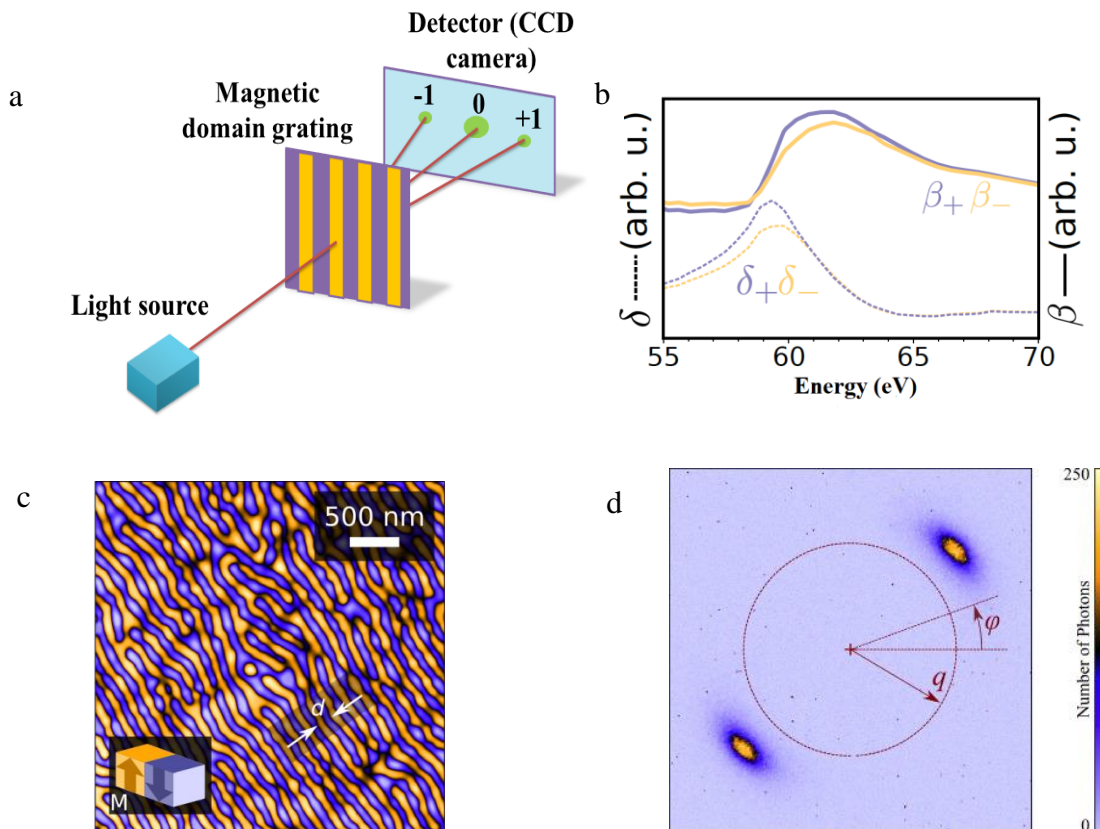 a
Detector (CCD
camera)
-1
0
+1
Magnetic
domain grating
Light source
b
δ ----- (arb. u.)
β — (arb. u.)
β₊ β₋
δ₊ δ₋
55
60
65
70
Energy (eV)
c
500 nm
d
M
d
250
φ
q
Number of Photons
0